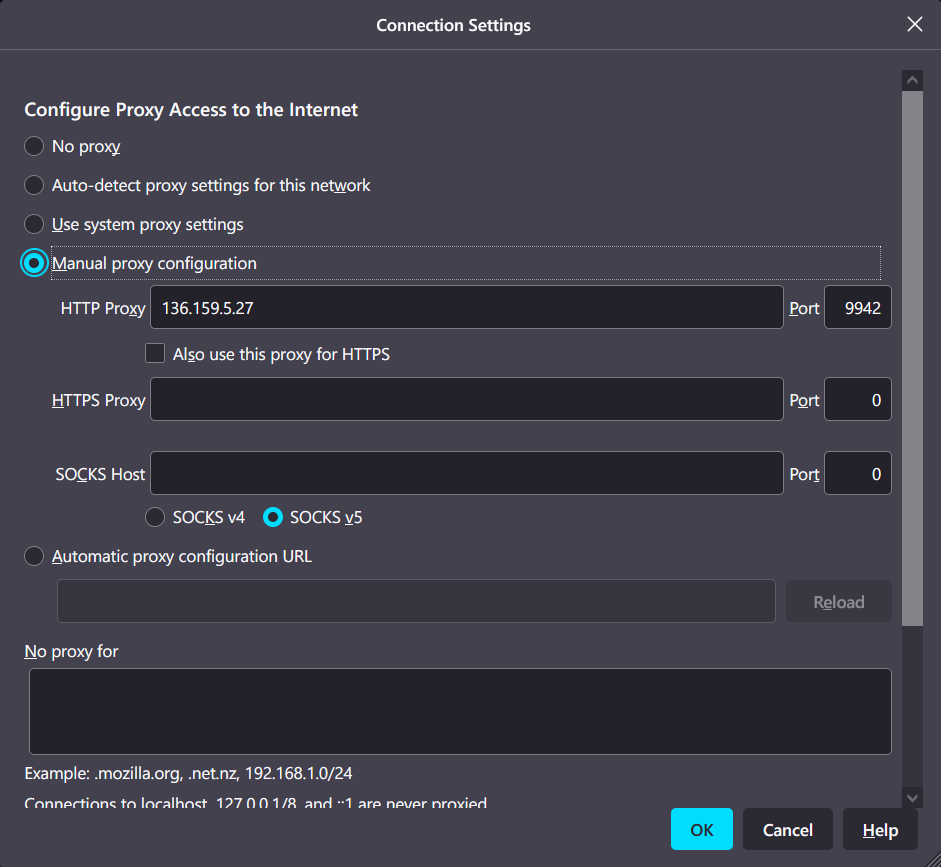 Connection Settings
Configure Proxy Access to the Internet
No proxy
Auto-detect proxy settings for this network
Use system proxy settings
Manual proxy configuration
HTTP Proxy 136.159.5.27 Port 9942
Also use this proxy for HTTPS
HTTPS Proxy Port 0
SOCKS Host Port 0
SOCKS v4 SOCKS v5
Automatic proxy configuration URL
Reload
No proxy for
Example: .mozilla.org, .net.nz, 192.168.1.0/24
Connections to localhost, 127.0.0.1/8, and ::1 are never proxied
OK Cancel Help